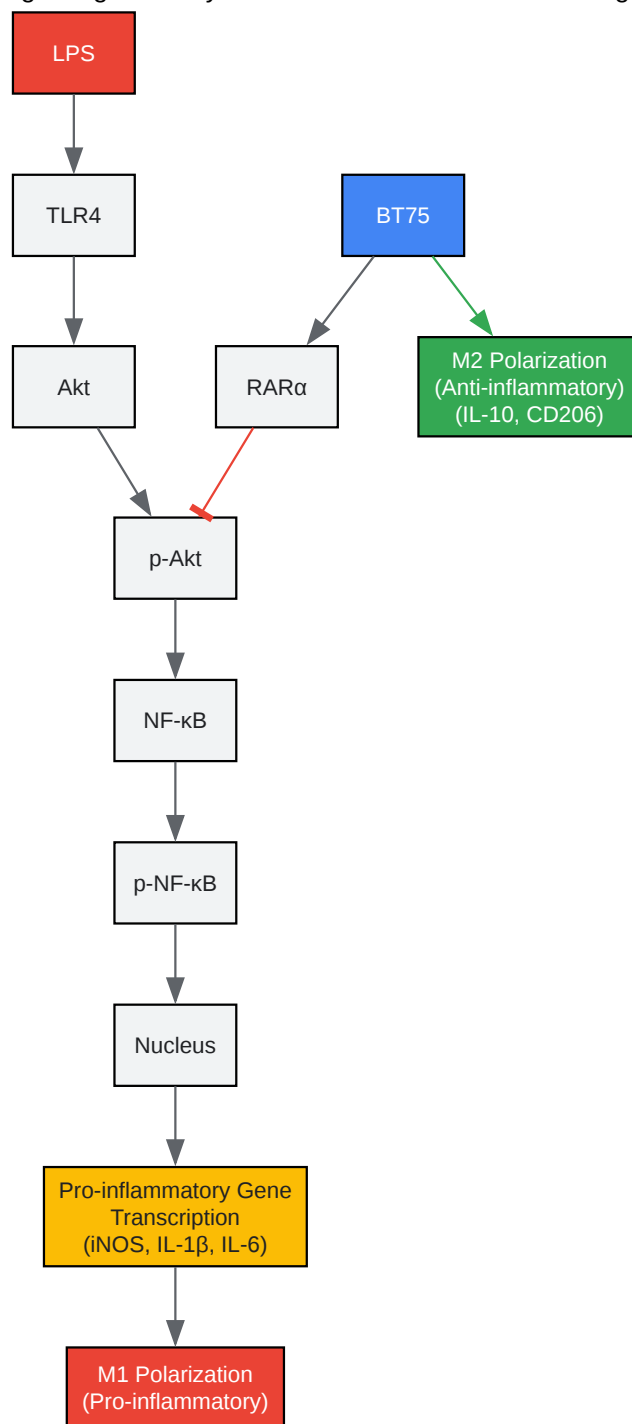 LPS
TLR4
BT75
Akt
RARα
M2 Polarization
(Anti-inflammatory)
(IL-10, CD206)
p-Akt
NF-κB
p-NF-κB
Nucleus
Pro-inflammatory Gene
Transcription
(iNOS, IL-1β, IL-6)
M1 Polarization
(Pro-inflammatory)